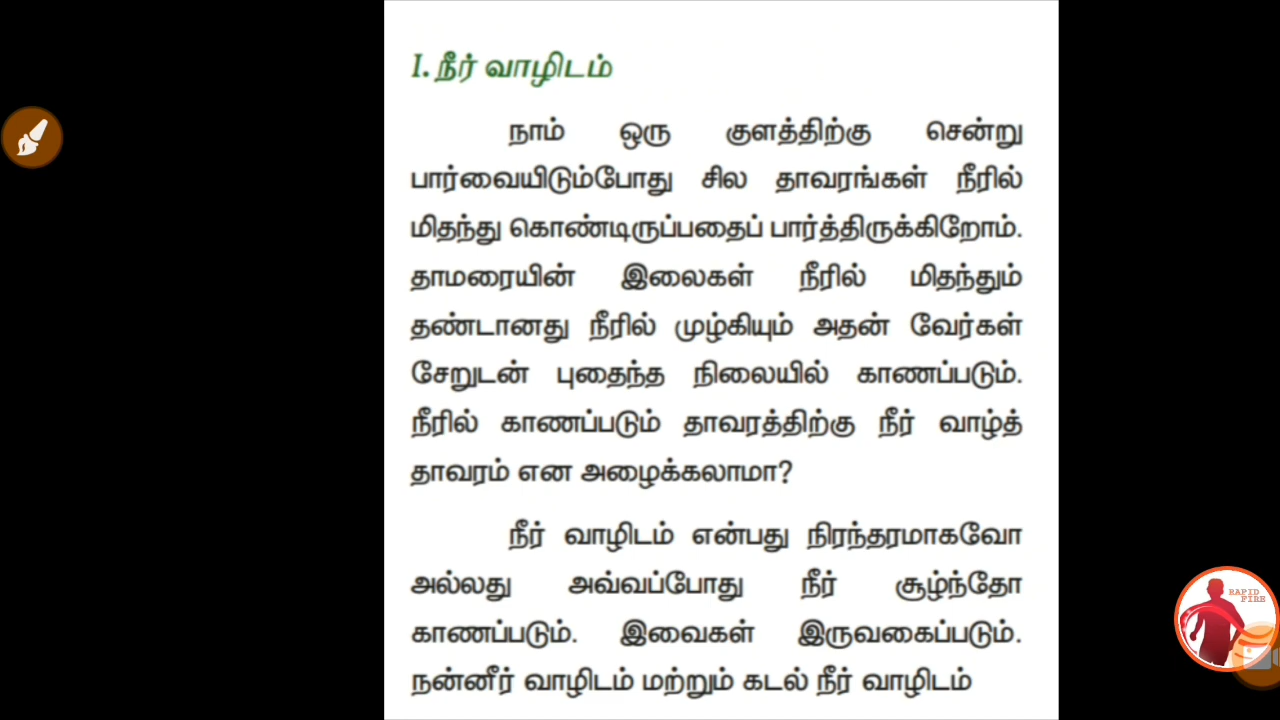 I. நீர் வாழிடம்
நாம் ஒரு குளத்திற்கு சென்று
பார்வையிடும்போது சில தாவரங்கள் நீரில்
மிதந்து கொண்டிருப்பதைப் பார்த்திருக்கிறோம்.
தாமரையின் இலைகள் நீரில் மிதந்தும்
தண்டானது நீரில் முழ்கியும் அதன் வேர்கள்
சேறுடன் புதைந்த நிலையில் காணப்படும்.
நீரில் காணப்படும் தாவரத்திற்கு நீர் வாழ்த்
தாவரம் என அழைக்கலாமா?
நீர் வாழிடம் என்பது நிரந்தரமாகவோ
அல்லது அவ்வப்போது நீர் சூழ்ந்தோ
காணப்படும். இவைகள் இருவகைப்படும்.
நன்னீர் வாழிடம் மற்றும் கடல் நீர் வாழிடம்
RAPID
FIRE